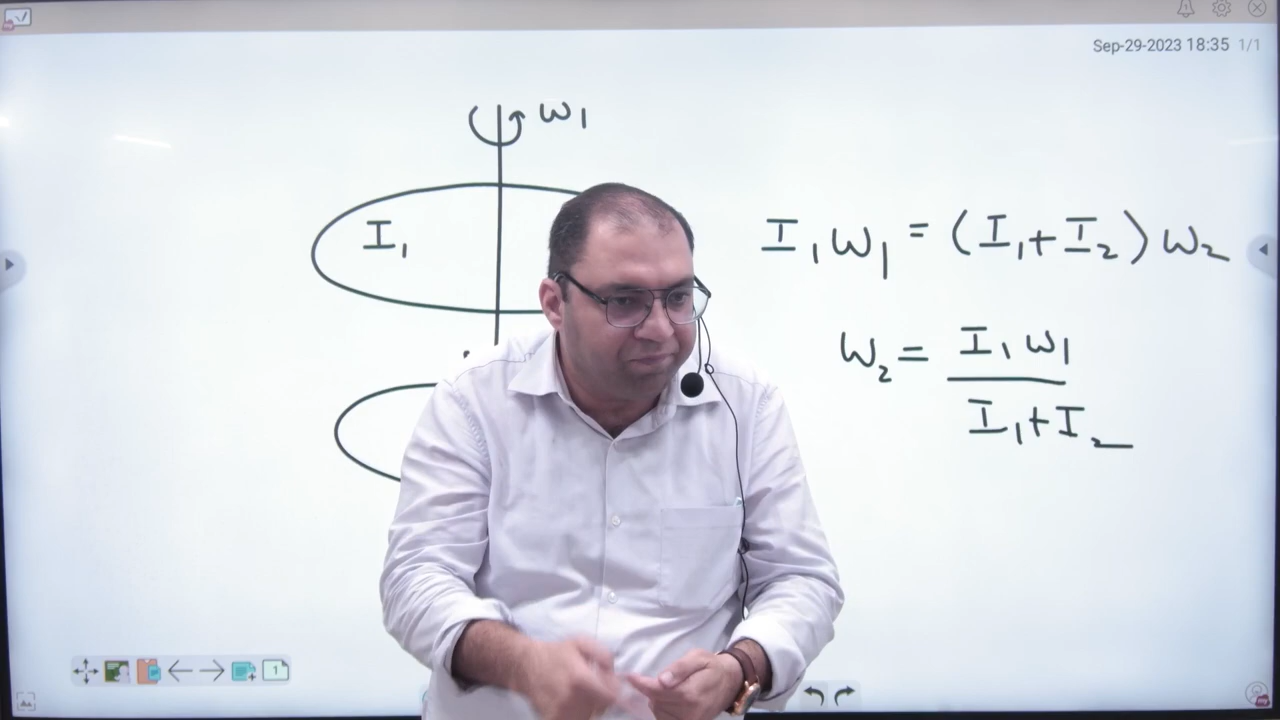 Sep-29-2023 18:35 1/1
ω₁
I₁
I₁ω₁ = (I₁+I₂)ω₂
ω₂ = I₁ω₁
I₁+I₂
1